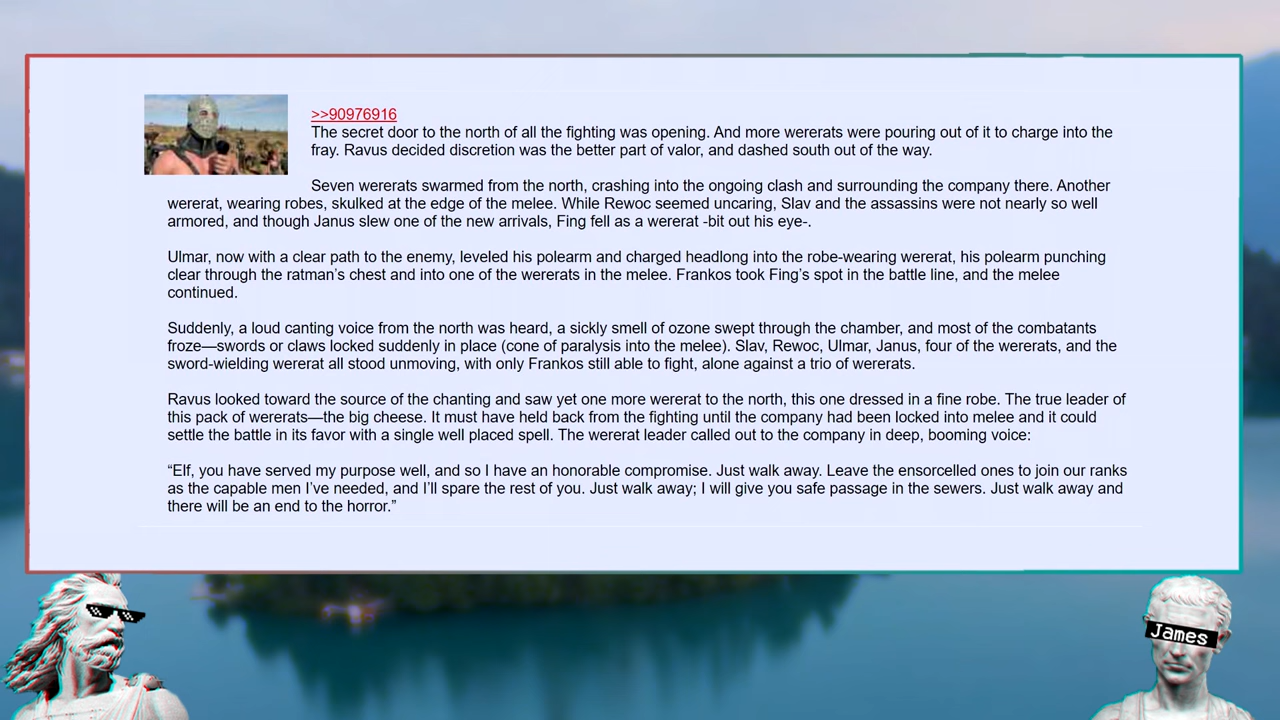 >>90976916
The secret door to the north of all the fighting was opening. And more wererats were pouring out of it to charge into the
fray. Ravus decided discretion was the better part of valor, and dashed south out of the way.
Seven wererats swarmed from the north, crashing into the ongoing clash and surrounding the company there. Another
wererat, wearing robes, skulked at the edge of the melee. While Rewoc seemed uncaring, Slav and the assassins were not nearly so well
armored, and though Janus slew one of the new arrivals, Fing fell as a wererat -bit out his eye-.
Ulmar, now with a clear path to the enemy, leveled his polearm and charged headlong into the robe-wearing wererat, his polearm punching
clear through the ratman’s chest and into one of the wererats in the melee. Frankos took Fing’s spot in the battle line, and the melee
continued.
Suddenly, a loud canting voice from the north was heard, a sickly smell of ozone swept through the chamber, and most of the combatants
froze—swords or claws locked suddenly in place (cone of paralysis into the melee). Slav, Rewoc, Ulmar, Janus, four of the wererats, and the
sword-wielding wererat all stood unmoving, with only Frankos still able to fight, alone against a trio of wererats.
Ravus looked toward the source of the chanting and saw yet one more wererat to the north, this one dressed in a fine robe. The true leader of
this pack of wererats—the big cheese. It must have held back from the fighting until the company had been locked into melee and it could
settle the battle in its favor with a single well placed spell. The wererat leader called out to the company in deep, booming voice:
“Elf, you have served my purpose well, and so I have an honorable compromise. Just walk away. Leave the ensorcelled ones to join our ranks
as the capable men I’ve needed, and I’ll spare the rest of you. Just walk away; I will give you safe passage in the sewers. Just walk away and
there will be an end to the horror.”
James